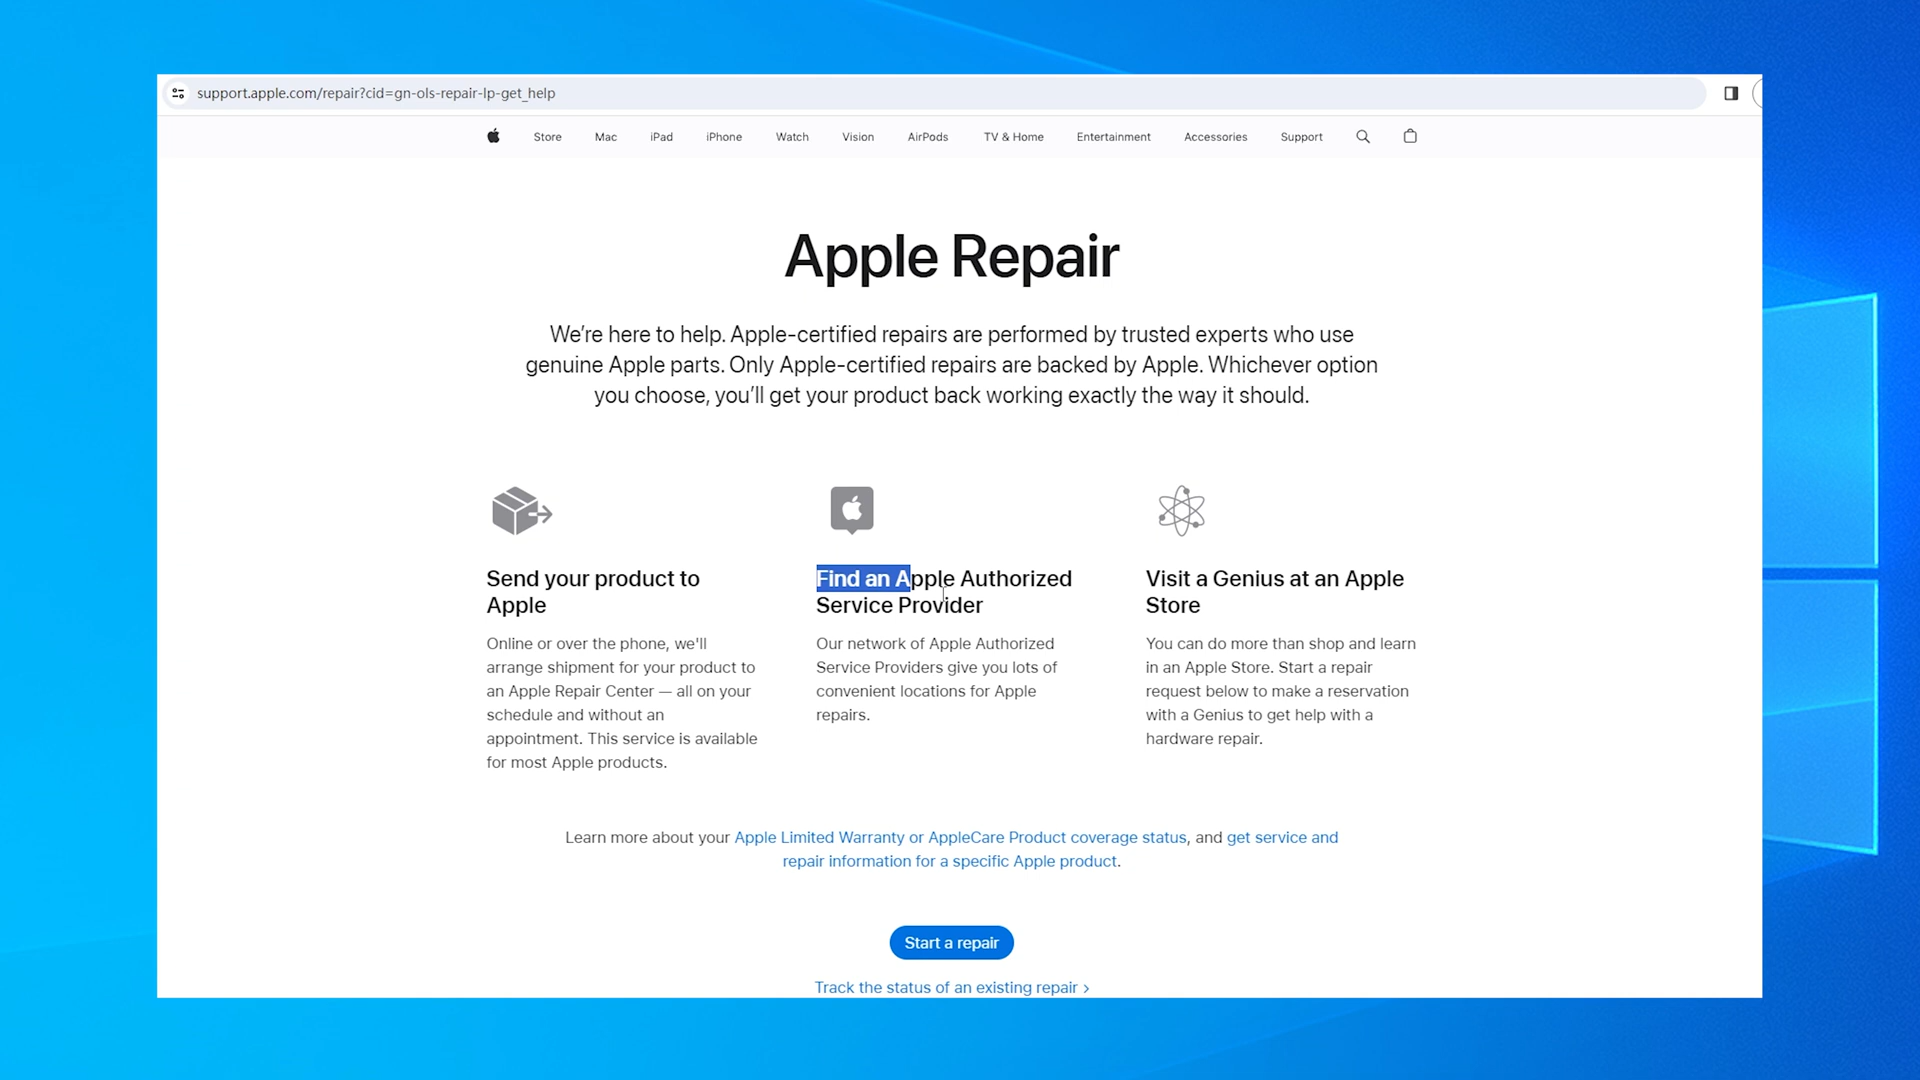 support.apple.com/repair?cid=gn-ols-repair-lp-get_help
Store Mac iPad iPhone Watch Vision AirPods TV & Home Entertainment Accessories Support
Apple Repair
We’re here to help. Apple-certified repairs are performed by trusted experts who use
genuine Apple parts. Only Apple-certified repairs are backed by Apple. Whichever option
you choose, you’ll get your product back working exactly the way it should.
Send your product to
Apple
Online or over the phone, we'll
arrange shipment for your product to
an Apple Repair Center — all on your
schedule and without an
appointment. This service is available
for most Apple products.
Find an Apple Authorized
Service Provider
Our network of Apple Authorized
Service Providers give you lots of
convenient locations for Apple
repairs.
Visit a Genius at an Apple
Store
You can do more than shop and learn
in an Apple Store. Start a repair
request below to make a reservation
with a Genius to get help with a
hardware repair.
Learn more about your Apple Limited Warranty or AppleCare Product coverage status, and get service and
repair information for a specific Apple product.
Start a repair
Track the status of an existing repair >